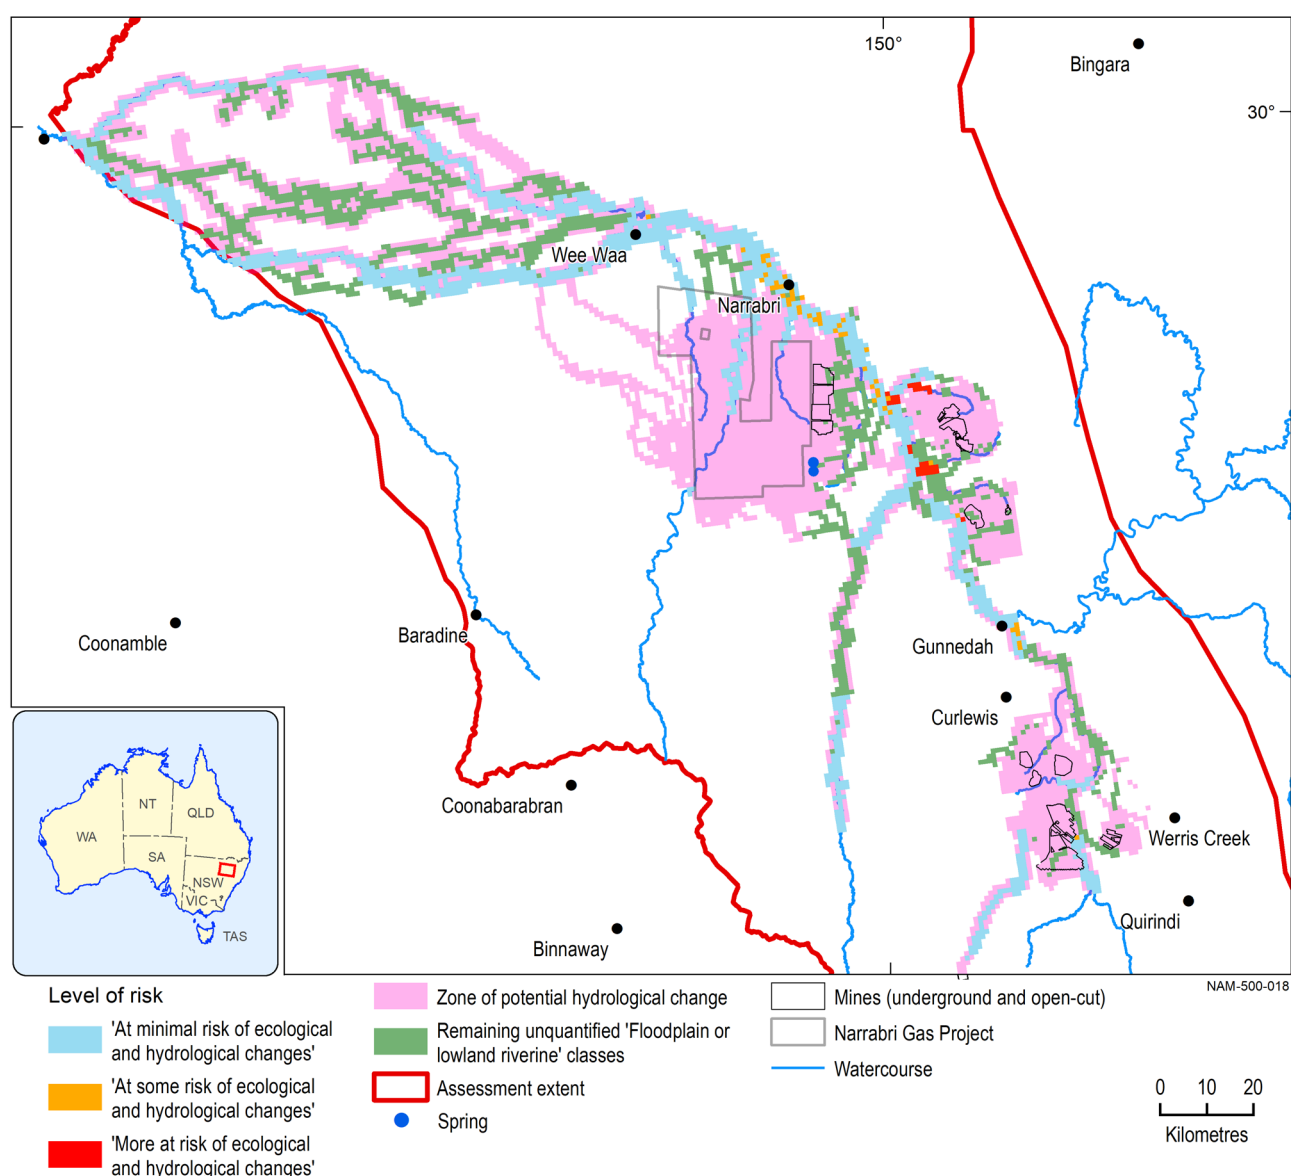 150°
Bingara
30°
Wee Waa
Narrabri
Coonamble
Baradine
Gunnedah
Curlewis
Coonabarabran
Werris Creek
Quirindi
Binnaway
NT
QLD
WA
SA
NSW
VIC
TAS
NAM-500-018
Level of risk
'At minimal risk of ecological
and hydrological changes'
'At some risk of ecological
and hydrological changes'
'More at risk of ecological
and hydrological changes'
Zone of potential hydrological change
Remaining unquantified 'Floodplain or
lowland riverine' classes
Assessment extent
Spring
Mines (underground and open-cut)
Narrabri Gas Project
Watercourse
0 10 20
Kilometres